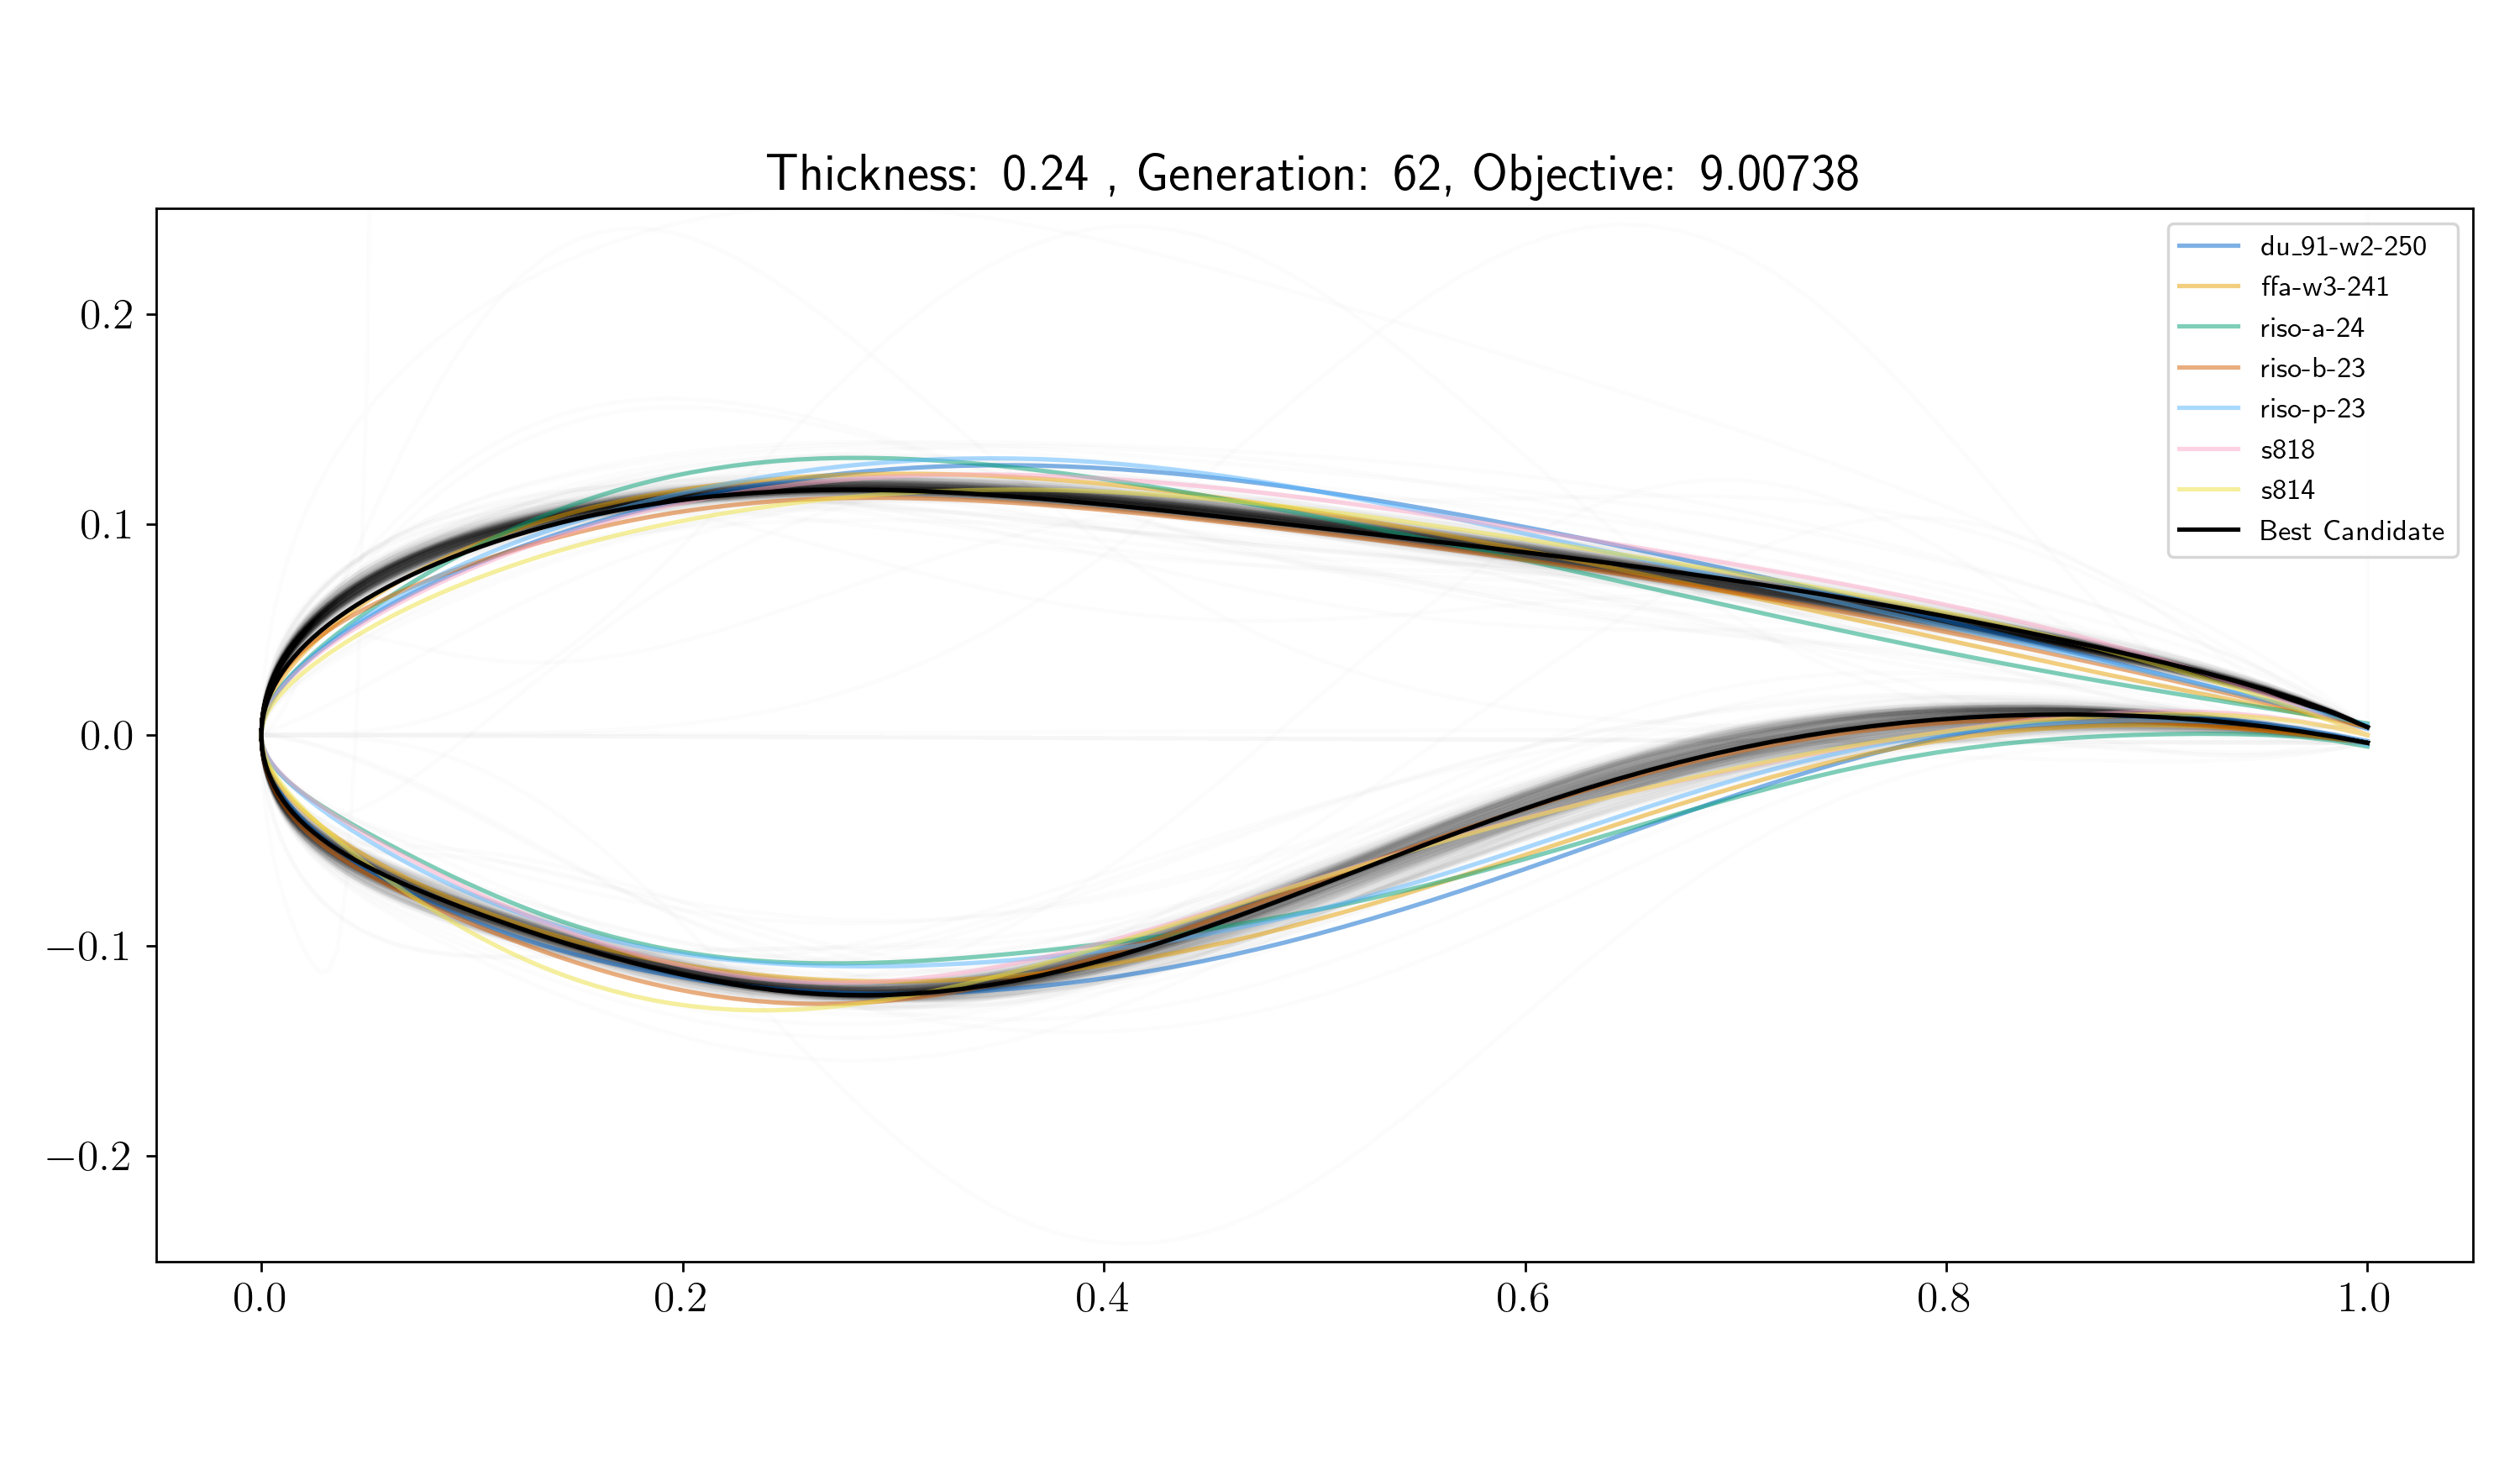 Thickness: 0.24 , Generation: 62, Objective: 9.00738
du_91-w2-250
ffa-w3-241
riso-a-24
riso-b-23
riso-p-23
s818
s814
Best Candidate
0.2
0.1
0.0
−0.1
−0.2
0.0 0.2 0.4 0.6 0.8 1.0